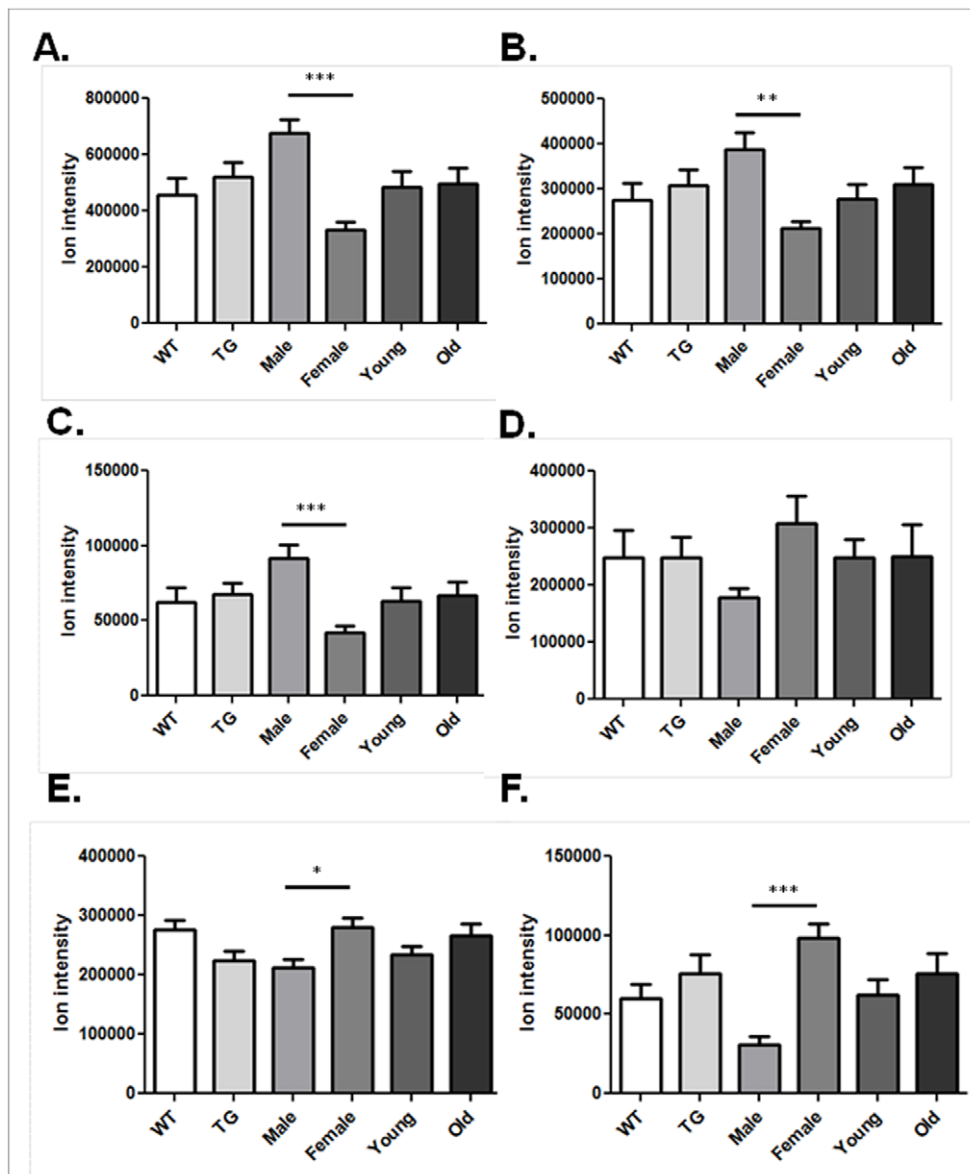 A.
***
800000
600000
400000
200000
0
Ion intensity
WT
TG
Male
Female
Young
Old
B.
**
500000
400000
300000
200000
100000
0
Ion intensity
WT
TG
Male
Female
Young
Old
C.
***
150000
100000
50000
0
Ion intensity
WT
TG
Male
Female
Young
Old
D.
400000
300000
200000
100000
0
Ion intensity
WT
TG
Male
Female
Young
Old
E.
*
400000
300000
200000
100000
0
Ion intensity
WT
TG
Male
Female
Young
Old
F.
***
150000
100000
50000
0
Ion intensity
WT
TG
Male
Female
Young
Old